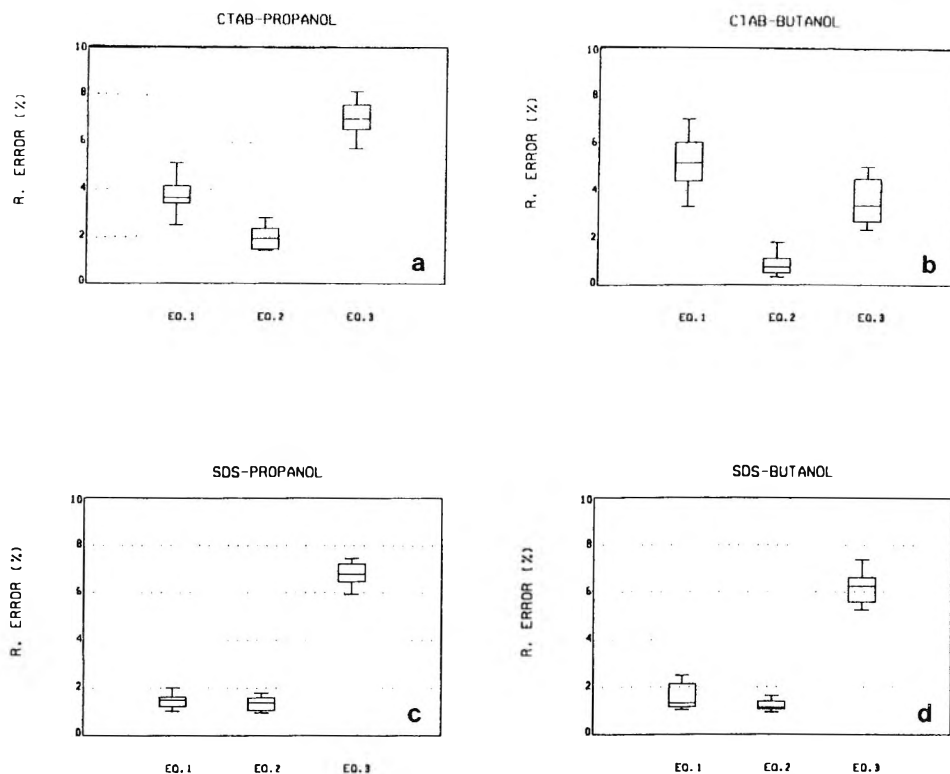 CTAB-PROPANOL
R. ERROR (%)
10
8
6
4
2
0
a
EQ.1 EQ.2 EQ.3
CTAB-BUTANOL
R. ERROR (%)
10
8
6
4
2
0
b
EQ.1 EQ.2 EQ.3
SDS-PROPANOL
R. ERROR (%)
10
8
6
4
2
0
c
EQ.1 EQ.2 EQ.3
SDS-BUTANOL
R. ERROR (%)
10
8
6
4
2
0
d
EQ.1 EQ.2 EQ.3